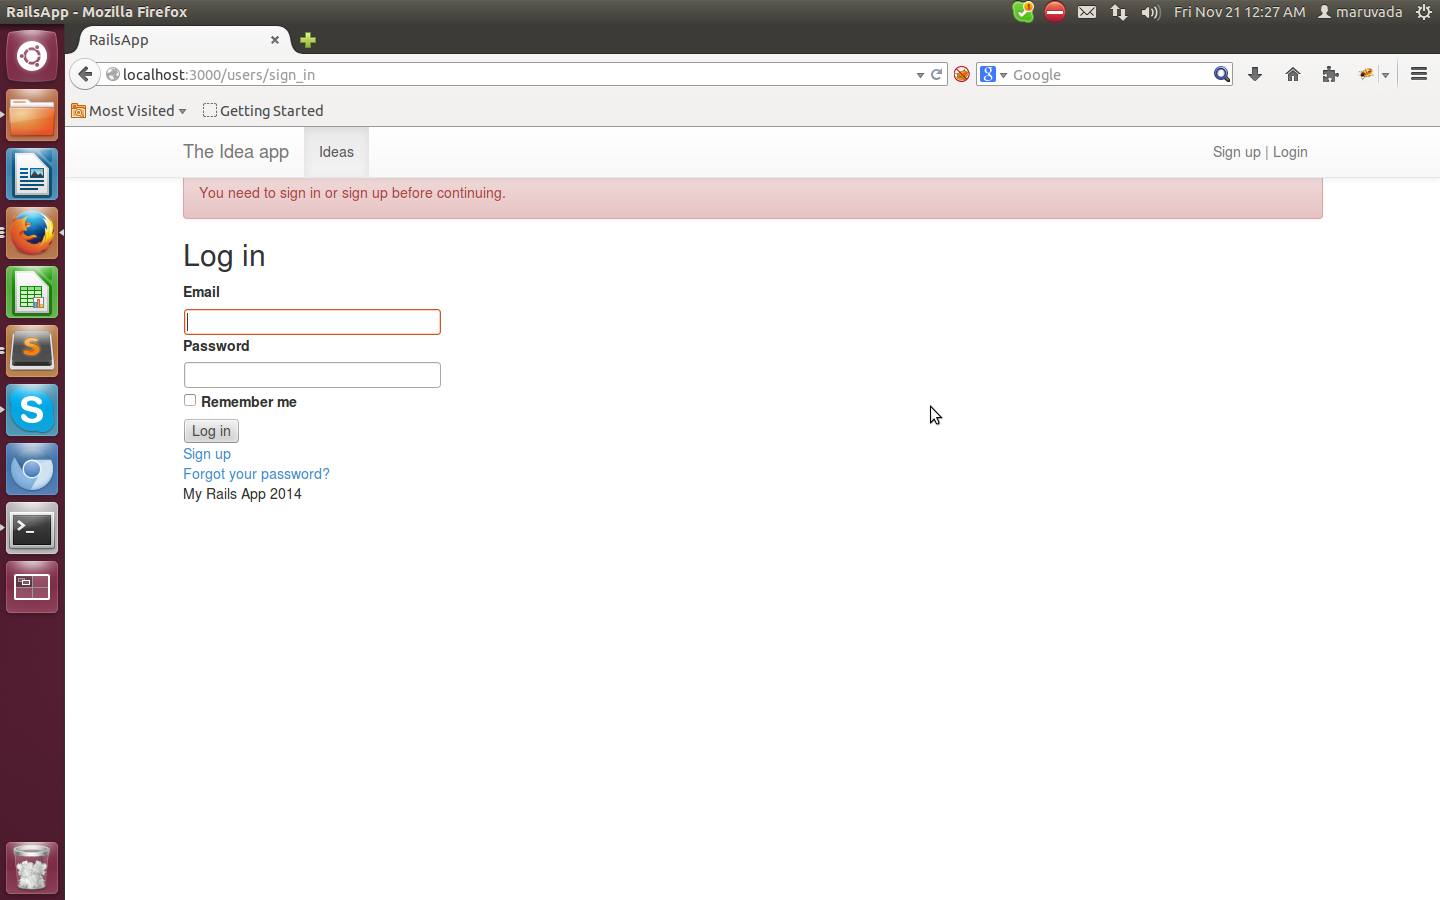 RailsApp - Mozilla Firefox
Fri Nov 21 12:27 AM maruvada
RailsApp
localhost:3000/users/sign_in
Google
Most Visited
Getting Started
The Idea app
Ideas
Sign up | Login
You need to sign in or sign up before continuing.
Log in
Email
Password
Remember me
Log in
Sign up
Forgot your password?
My Rails App 2014